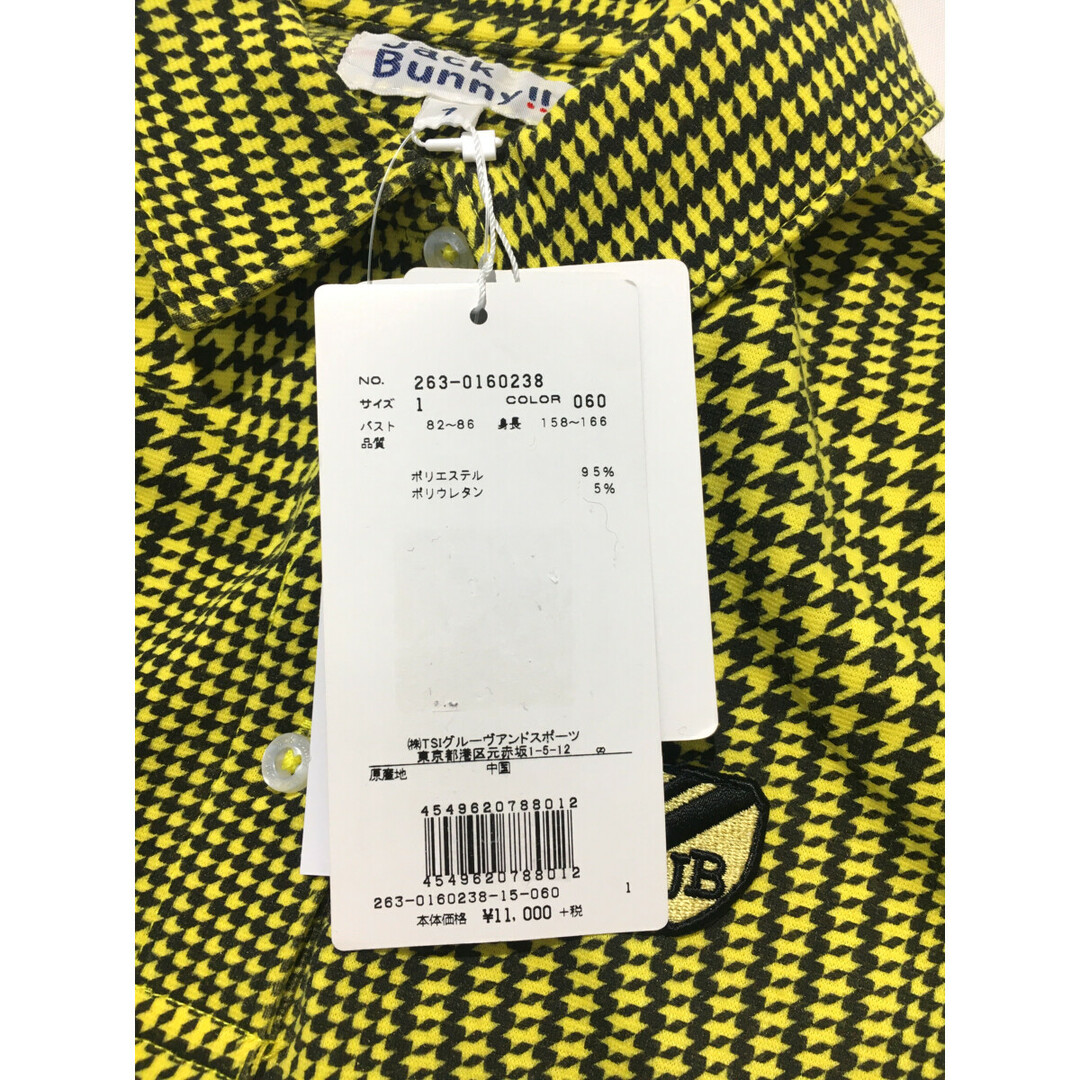 Jack
Bunny!!
1
NO. 263-0160238
サイズ 1 COLOR 060
バスト 82~86 身長 158~166
品質
ポリエステル 95%
ポリウレタン 5%
㈱TSIグルーヴアンドスポーツ
東京都港区元赤坂1-5-12 8
原産地 中国
4549620788012
4549620788012
263-0160238-15-060 1
本体価格 ¥11,000 +税
JB